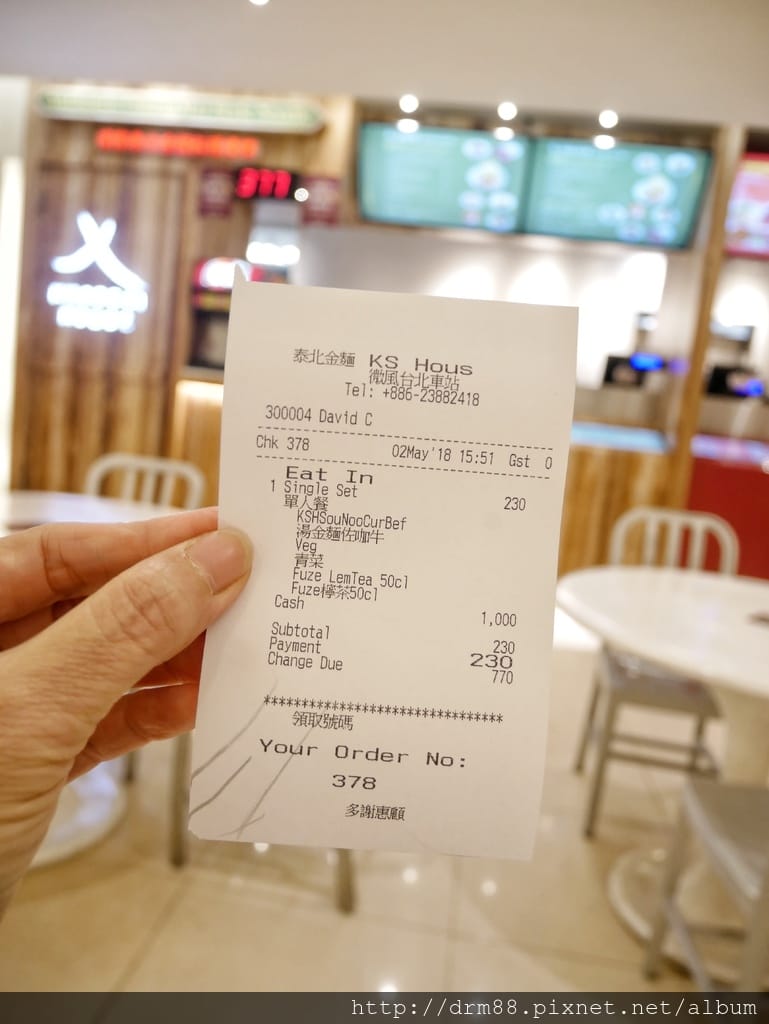 311
泰北金麵 KS Hous
微風台北車站
Tel: +886-23882418
300004 David C
Chk 378 02May'18 15:51 Gst 0
Eat In
1 Single Set 230
單人餐
KSHSouNooCurBef
湯金麵佐咖牛
Veg
青菜
Fuze LemTea 50cl
Fuze檸茶50cl
Cash 1,000
Subtotal 230
Payment 230
Change Due 770
*******************************
領取號碼
Your Order No:
378
多謝惠顧
http://drm88.pixnet.net/album